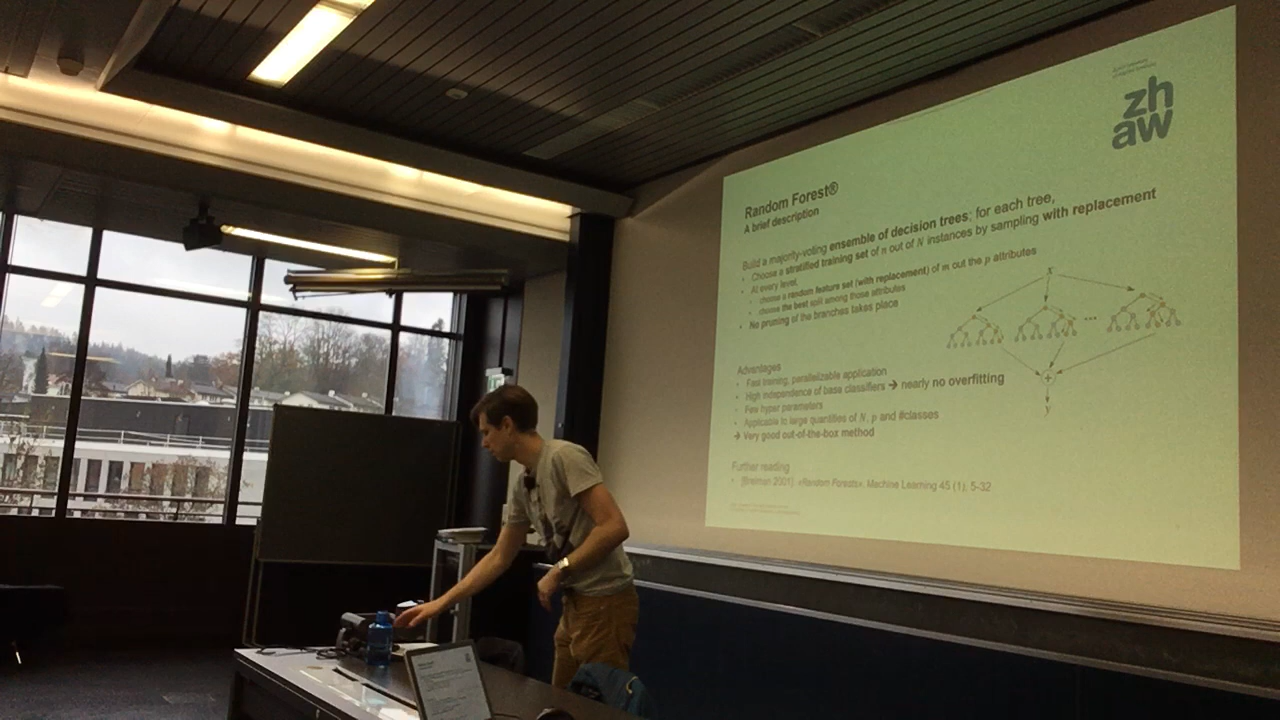 zh
aw
Random Forest®
A brief description
Build a majority-voting ensemble of decision trees; for each tree,
• Choose a stratified training set of n out of N instances by sampling with replacement
• At every level,
• choose a random feature set (with replacement) of m out the p attributes
• choose the best split among those attributes
• No pruning of the branches takes place
...
+
y
Advantages
• Fast training, parallelizable application
• High independence of base classifiers → nearly no overfitting
• Few hyper parameters
• Applicable to large quantities of N, p and #classes
→ Very good out-of-the-box method
Further reading
• [Breiman 2001]: «Random Forests», Machine Learning 45 (1), 5-32